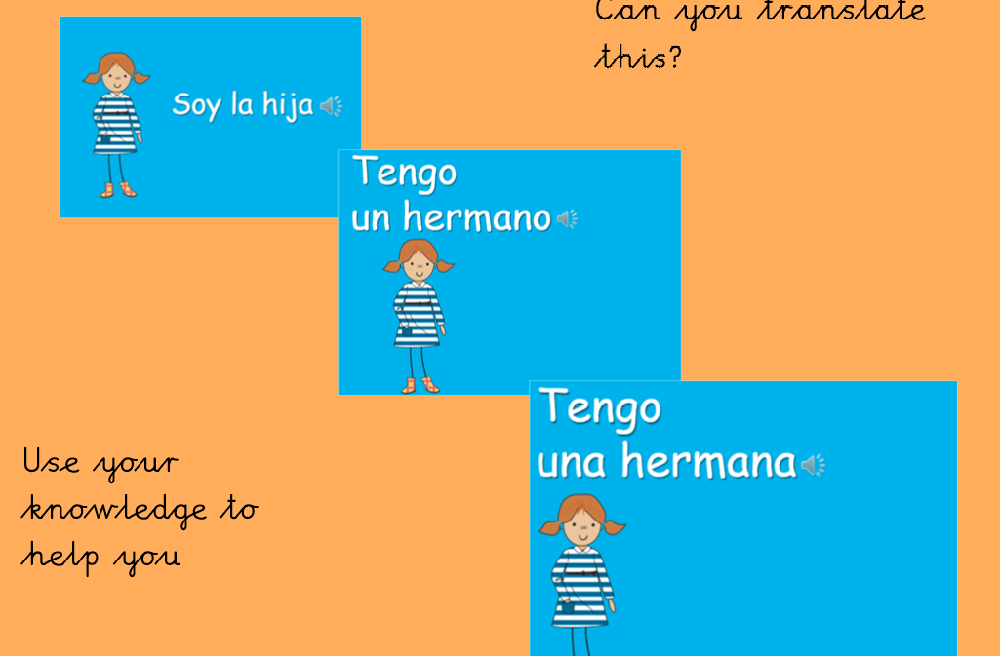 Can you translate
this?
Soy la hija
Tengo
un hermano
Tengo
una hermana
Use your
knowledge to
help you